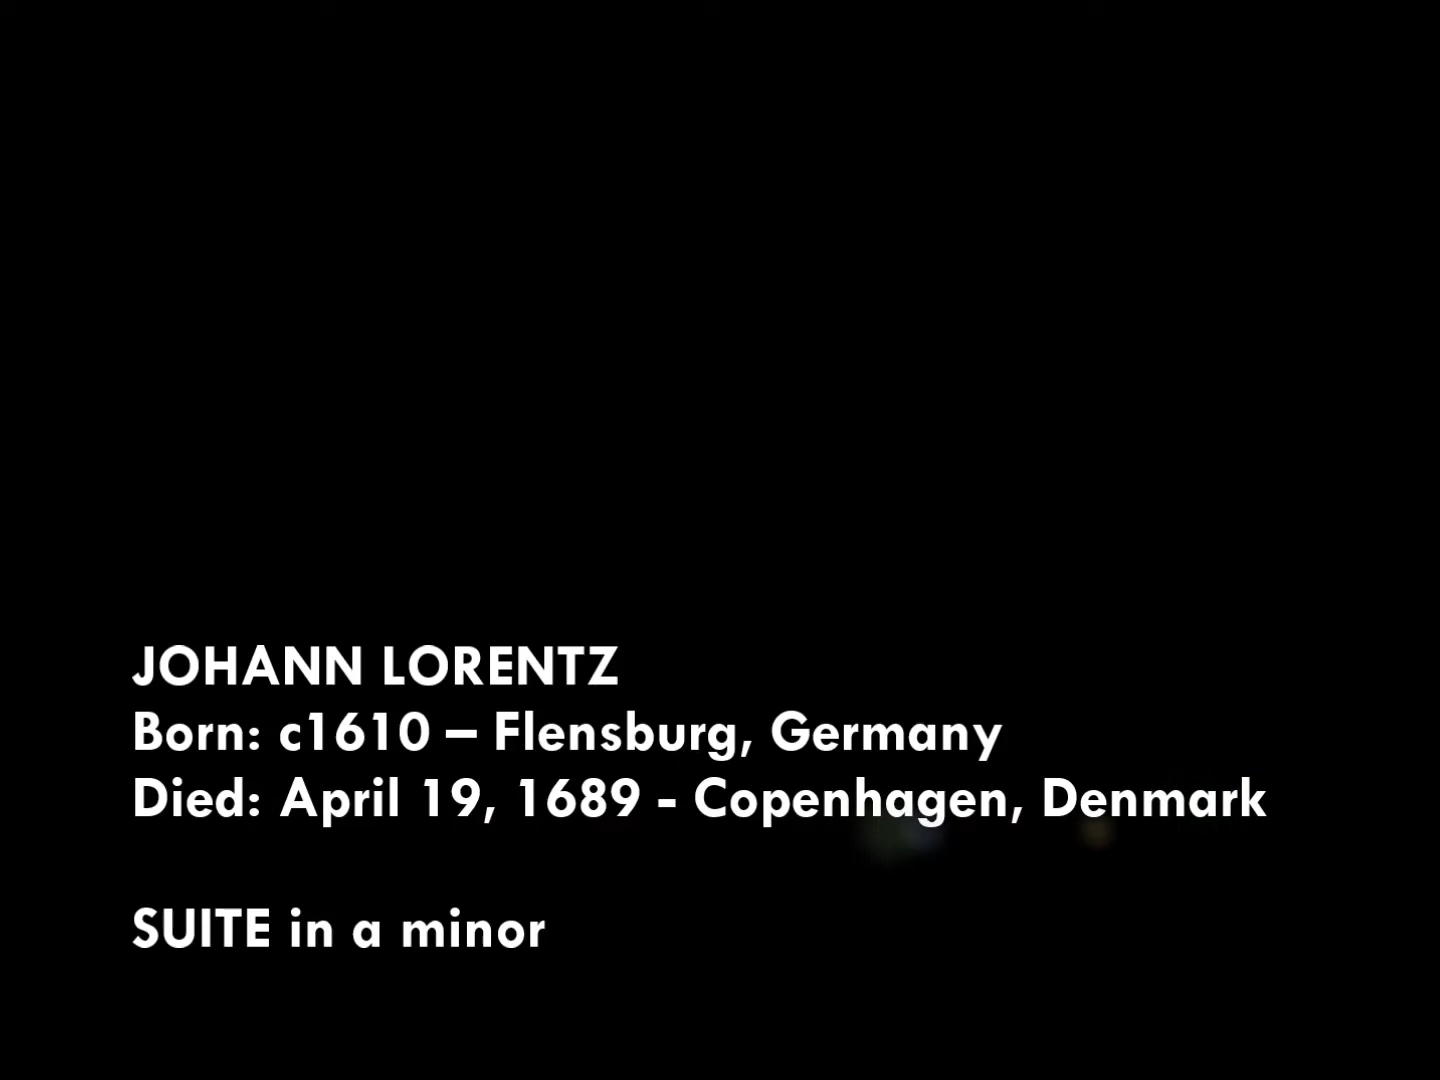 JOHANN LORENTZ
Born: c1610 – Flensburg, Germany
Died: April 19, 1689 - Copenhagen, Denmark
SUITE in a minor